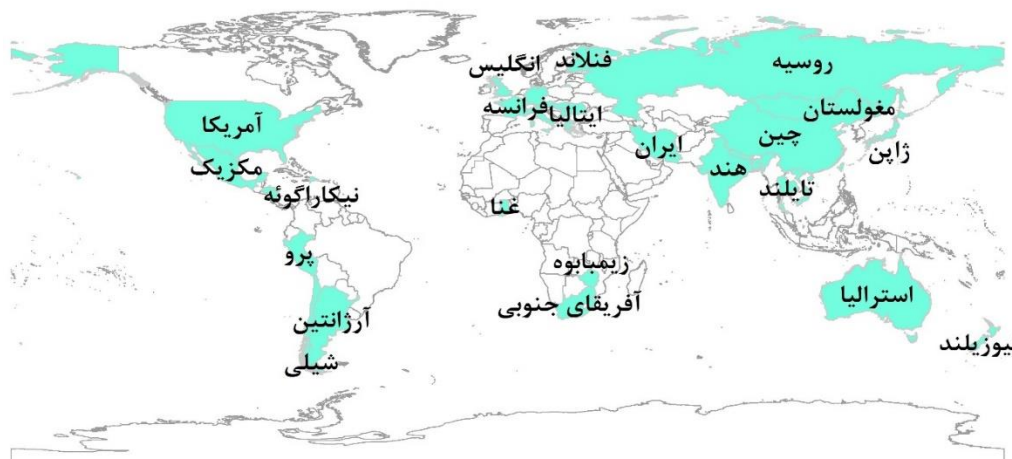 فنلاند
انگلیس
روسیه
فرانسه
ایتالیا
مغولستان
آمریکا
چین
ایران
ژاپن
مکزیک
هند
تایلند
نیکاراگوئه
غنا
پرو
زیمبابوه
آفریقای جنوبی
استرالیا
آرژانتین
یوزیلند
شیلی